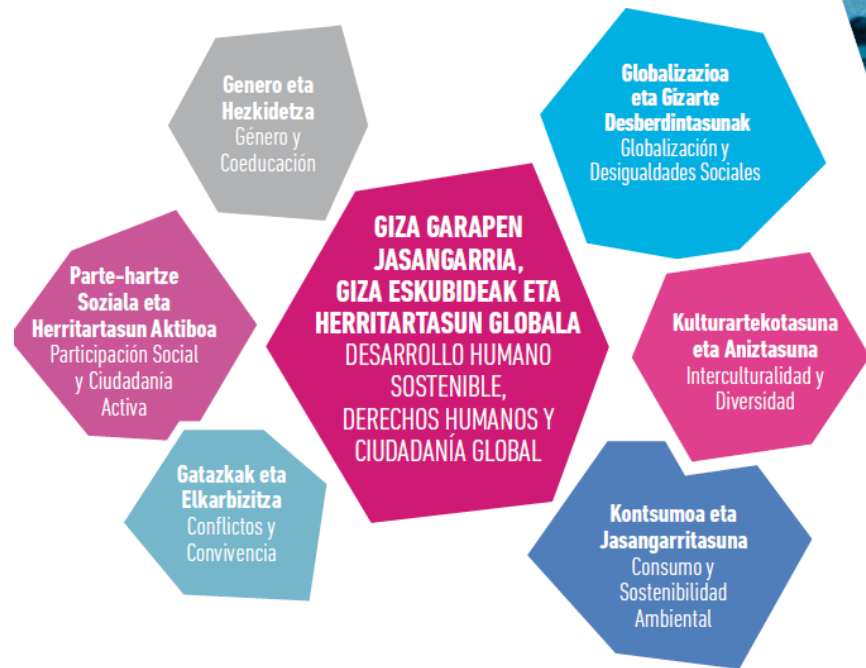 Genero eta
Hezkidetza
Género y
Coeducación
Globalizazioa
eta Gizarte
Desberdintasunak
Globalización y
Desigualdades Sociales
GIZA GARAPEN
JASANGARRIA,
GIZA ESKUBIDEAK ETA
HERRITARTASUN GLOBALA
DESARROLLO HUMANO
SOSTENIBLE,
DERECHOS HUMANOS Y
CIUDADANÍA GLOBAL
Parte-hartze
Soziala eta
Herritartasun Aktiboa
Participación Social
y Ciudadanía
Activa
Kulturartekotasuna
eta Aniztasuna
Interculturalidad y
Diversidad
Gatazkak eta
Elkarbizitza
Conflictos y
Convivencia
Kontsumoa eta
Jasangarritasuna
Consumo y
Sostenibilidad
Ambiental